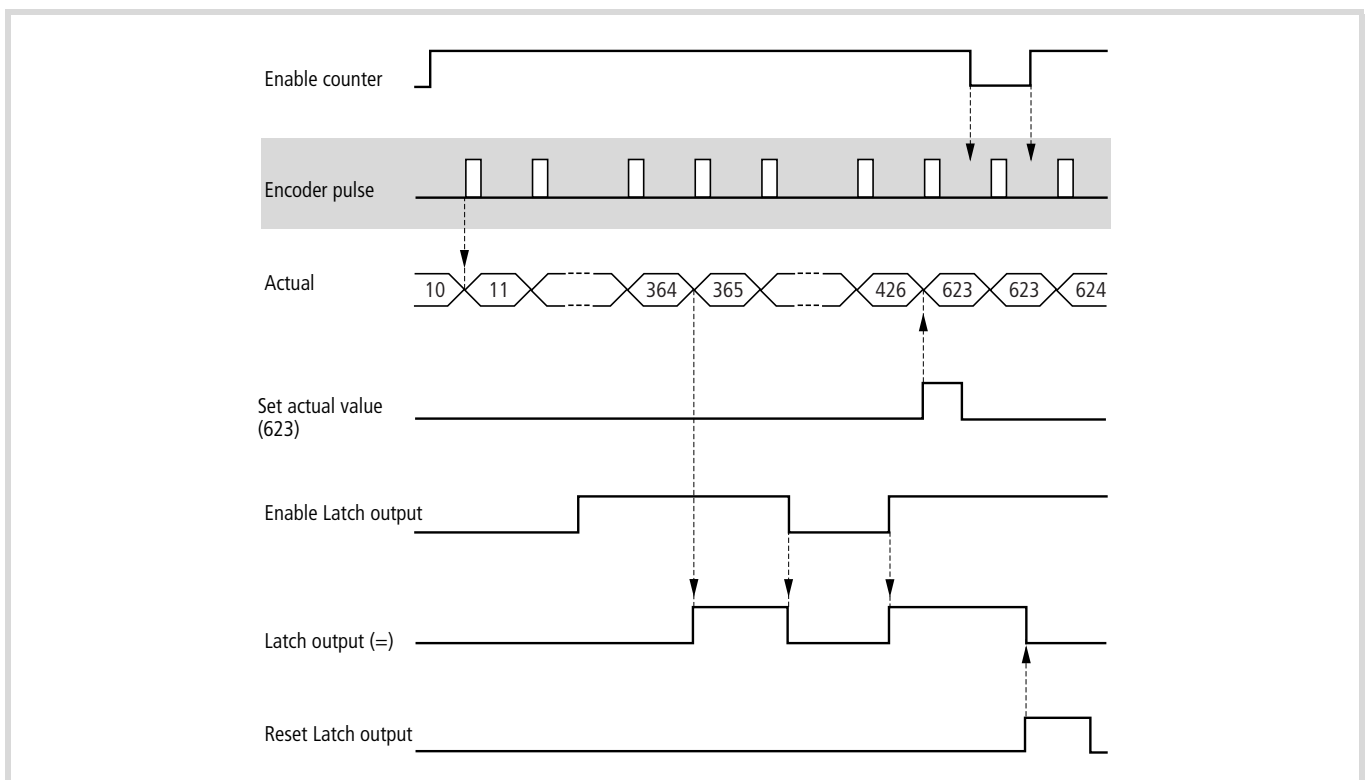 Enable counter
Encoder pulse
Actual
10 11 364 365 426 623 623 624
Set actual value
(623)
Enable Latch output
Latch output (=)
Reset Latch output